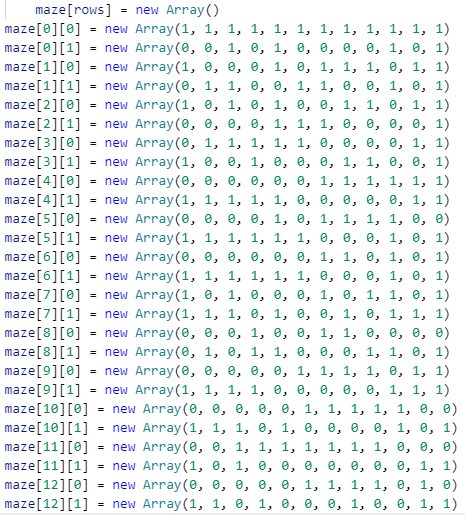 maze[rows] = new Array()
maze[0][0] = new Array(1, 1, 1, 1, 1, 1, 1, 1, 1, 1, 1, 1)
maze[0][1] = new Array(0, 0, 1, 0, 1, 0, 0, 0, 0, 1, 0, 1)
maze[1][0] = new Array(1, 0, 0, 0, 1, 0, 1, 1, 1, 0, 1, 1)
maze[1][1] = new Array(0, 1, 1, 0, 0, 1, 1, 0, 0, 1, 0, 1)
maze[2][0] = new Array(1, 0, 1, 0, 1, 0, 0, 1, 1, 0, 1, 1)
maze[2][1] = new Array(0, 0, 0, 0, 1, 1, 1, 0, 0, 0, 0, 1)
maze[3][0] = new Array(0, 1, 1, 1, 1, 1, 0, 0, 0, 0, 1, 1)
maze[3][1] = new Array(1, 0, 0, 1, 0, 0, 0, 1, 1, 0, 0, 1)
maze[4][0] = new Array(0, 0, 0, 0, 0, 0, 1, 1, 1, 1, 1, 1)
maze[4][1] = new Array(1, 1, 1, 1, 1, 0, 0, 0, 0, 0, 1, 1)
maze[5][0] = new Array(0, 0, 0, 0, 1, 0, 1, 1, 1, 1, 0, 0)
maze[5][1] = new Array(1, 1, 1, 1, 1, 1, 0, 0, 0, 1, 0, 1)
maze[6][0] = new Array(0, 0, 0, 0, 0, 0, 1, 1, 0, 1, 0, 1)
maze[6][1] = new Array(1, 1, 1, 1, 1, 1, 0, 0, 0, 1, 0, 1)
maze[7][0] = new Array(1, 0, 1, 0, 0, 0, 1, 0, 1, 1, 0, 1)
maze[7][1] = new Array(1, 1, 1, 0, 1, 0, 0, 1, 0, 1, 1, 1)
maze[8][0] = new Array(0, 0, 0, 1, 0, 0, 1, 1, 0, 0, 0, 0)
maze[8][1] = new Array(0, 1, 0, 1, 1, 0, 0, 0, 1, 1, 0, 1)
maze[9][0] = new Array(0, 0, 0, 0, 0, 1, 1, 1, 1, 0, 1, 1)
maze[9][1] = new Array(1, 1, 1, 1, 0, 0, 0, 0, 0, 1, 1, 1)
maze[10][0] = new Array(0, 0, 0, 0, 0, 1, 1, 1, 1, 1, 0, 0)
maze[10][1] = new Array(1, 1, 1, 0, 1, 0, 0, 0, 0, 1, 0, 1)
maze[11][0] = new Array(0, 0, 1, 1, 1, 1, 1, 1, 1, 0, 0, 0)
maze[11][1] = new Array(1, 0, 1, 0, 0, 0, 0, 0, 0, 0, 1, 1)
maze[12][0] = new Array(0, 0, 0, 0, 0, 1, 1, 1, 1, 0, 1, 0)
maze[12][1] = new Array(1, 1, 0, 1, 0, 0, 0, 1, 0, 0, 1, 1)